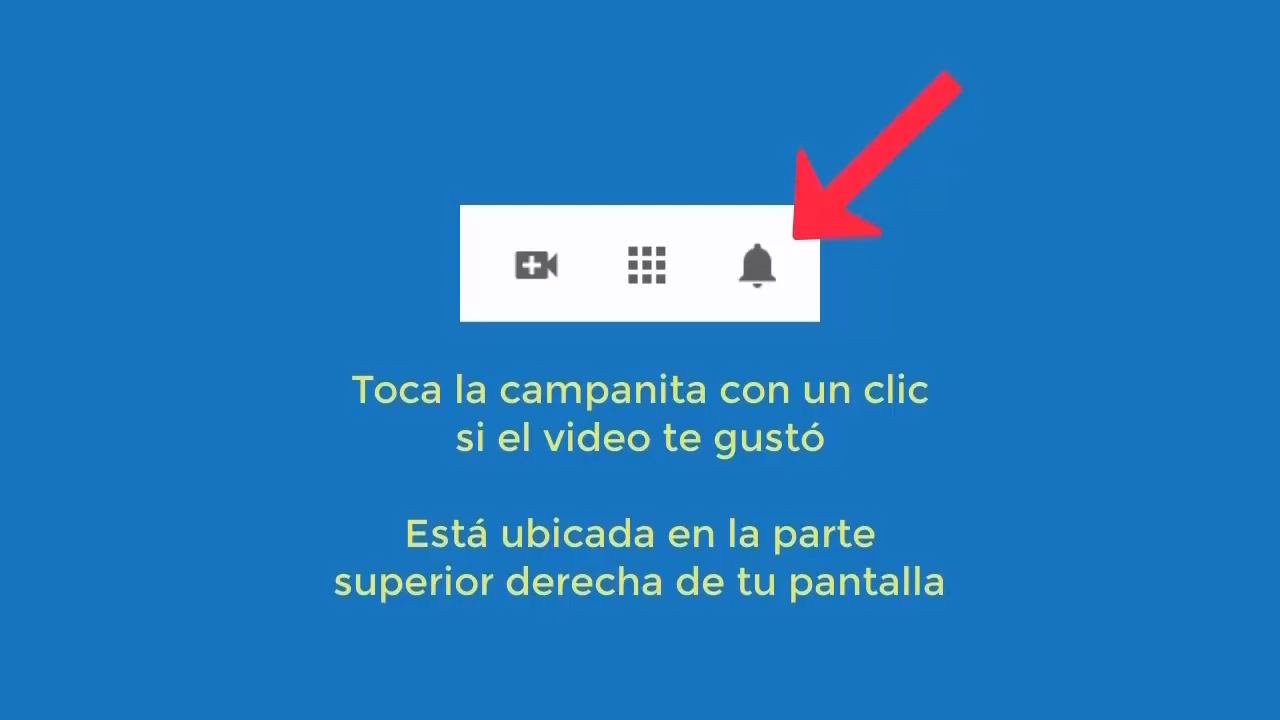 Toca la campanita con un clic
si el video te gustó
Está ubicada en la parte
superior derecha de tu pantalla